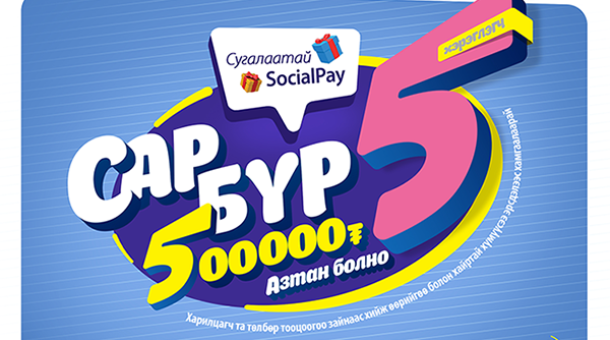 Сугалаатай
SocialPay
САР
БҮР
5
хэрэглэгч
500000₮
Азтан болно
Харилцагч та төлбөр тооцоогоо зайнаас хийж өөрийгөө болон хайртай хүмүүсээ эрсдэлээс хамгаалаарай